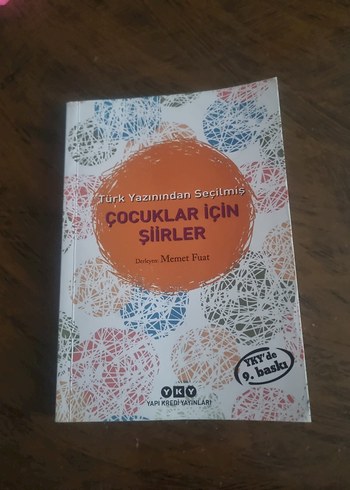 Türk Yazınından Seçilmiş
ÇOCUKLAR İÇİN
ŞİİRLER
Derleyen: Memet Fuat
YKY'de
9. baskı
YKY
YAPI KREDİ YAYINLARI